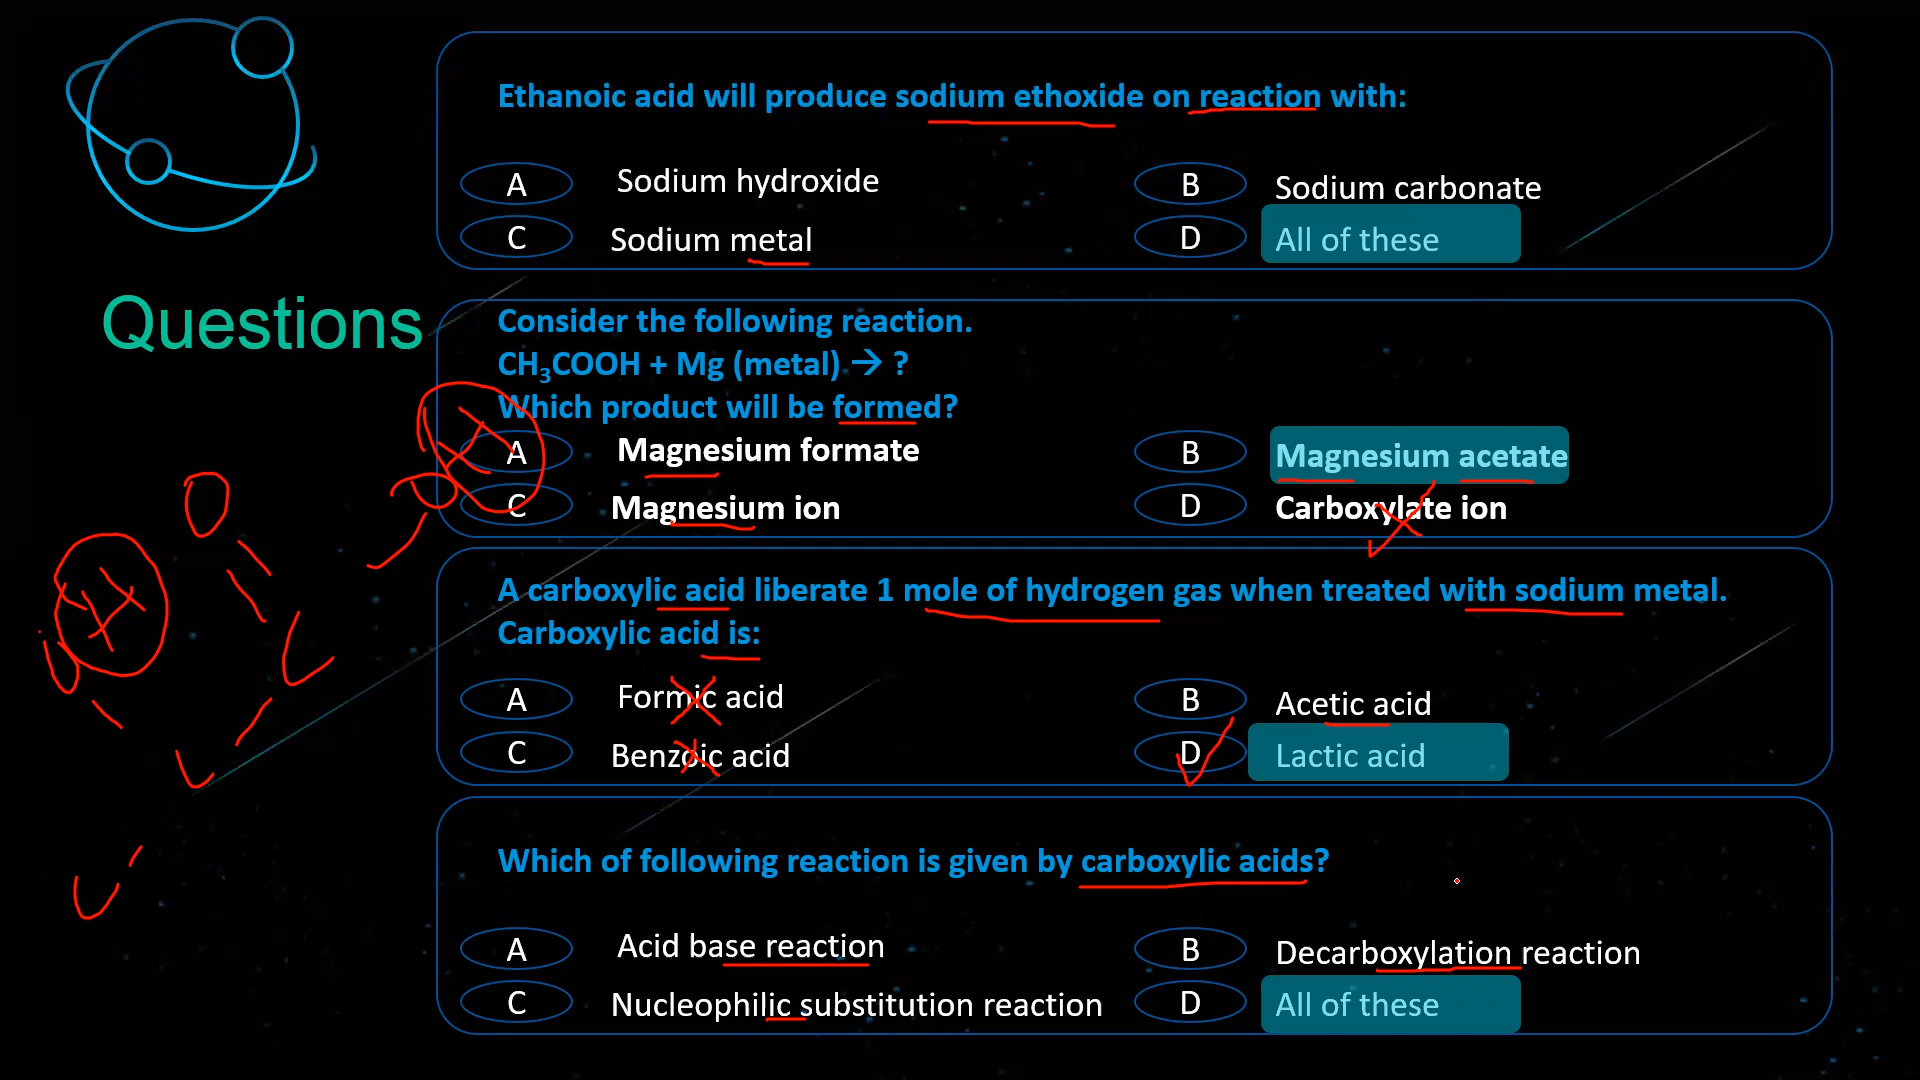 Questions
Ethanoic acid will produce sodium ethoxide on reaction with:
A Sodium hydroxide
B Sodium carbonate
C Sodium metal
D All of these
Consider the following reaction.
CH₃COOH + Mg (metal) → ?
Which product will be formed?
A Magnesium formate
B Magnesium acetate
C Magnesium ion
D Carboxylate ion
A carboxylic acid liberate 1 mole of hydrogen gas when treated with sodium metal.
Carboxylic acid is:
A Formic acid
B Acetic acid
C Benzoic acid
D Lactic acid
Which of following reaction is given by carboxylic acids?
A Acid base reaction
B Decarboxylation reaction
C Nucleophilic substitution reaction
D All of these